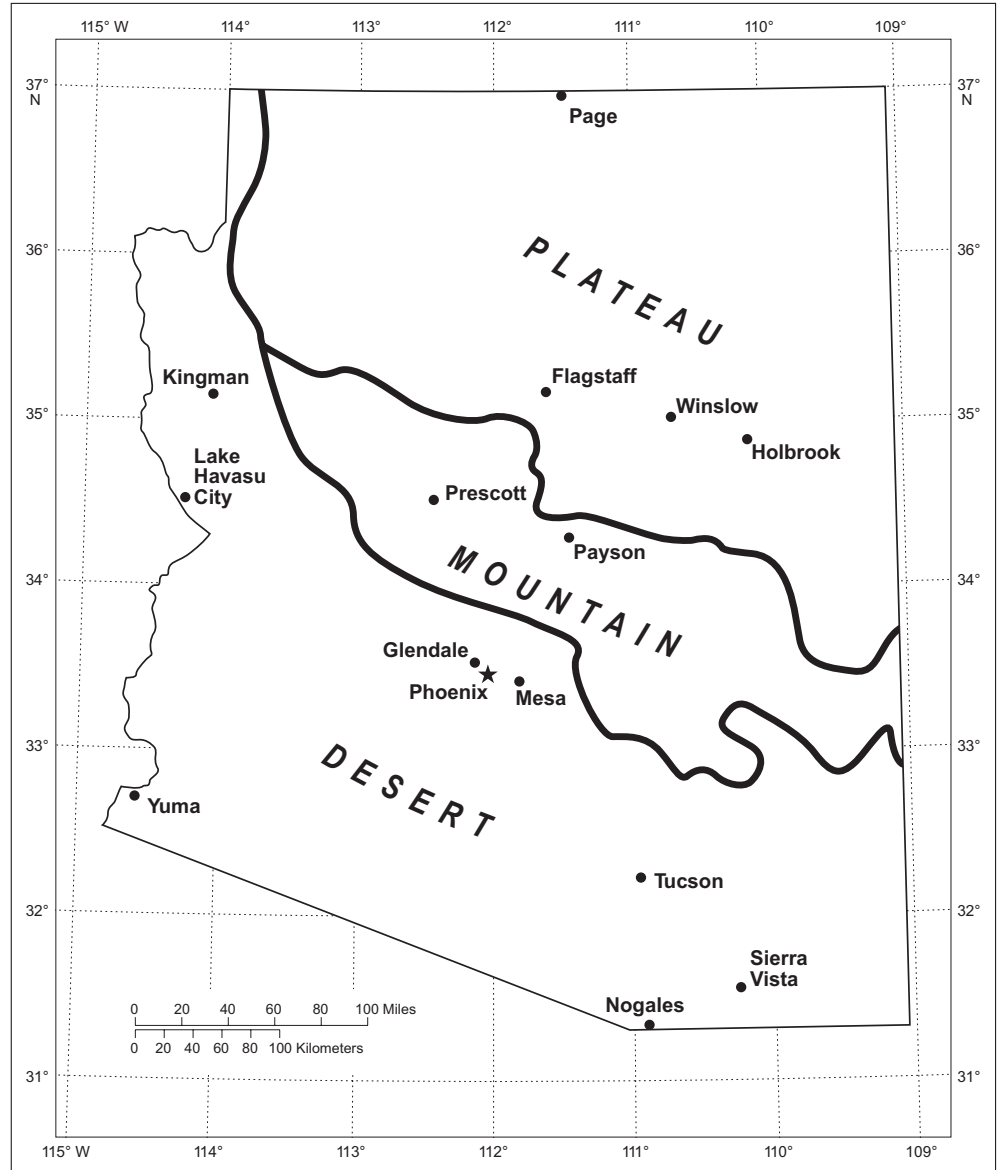 115° W 114° 113° 112° 111° 110° 109°
37° N
37° N
Page
PLATEAU
36° 36°
Flagstaff
Kingman
Winslow
35° 35°
Holbrook
Lake
Havasu
City
Prescott
Payson
MOUNTAIN
34° 34°
Glendale
Phoenix
Mesa
33° 33°
DESERT
Yuma
Tucson
32° 32°
Sierra
Vista
Nogales
0 20 40 60 80 100 Miles
0 20 40 60 80 100 Kilometers
31° 31°
115° W 114° 113° 112° 111° 110° 109°